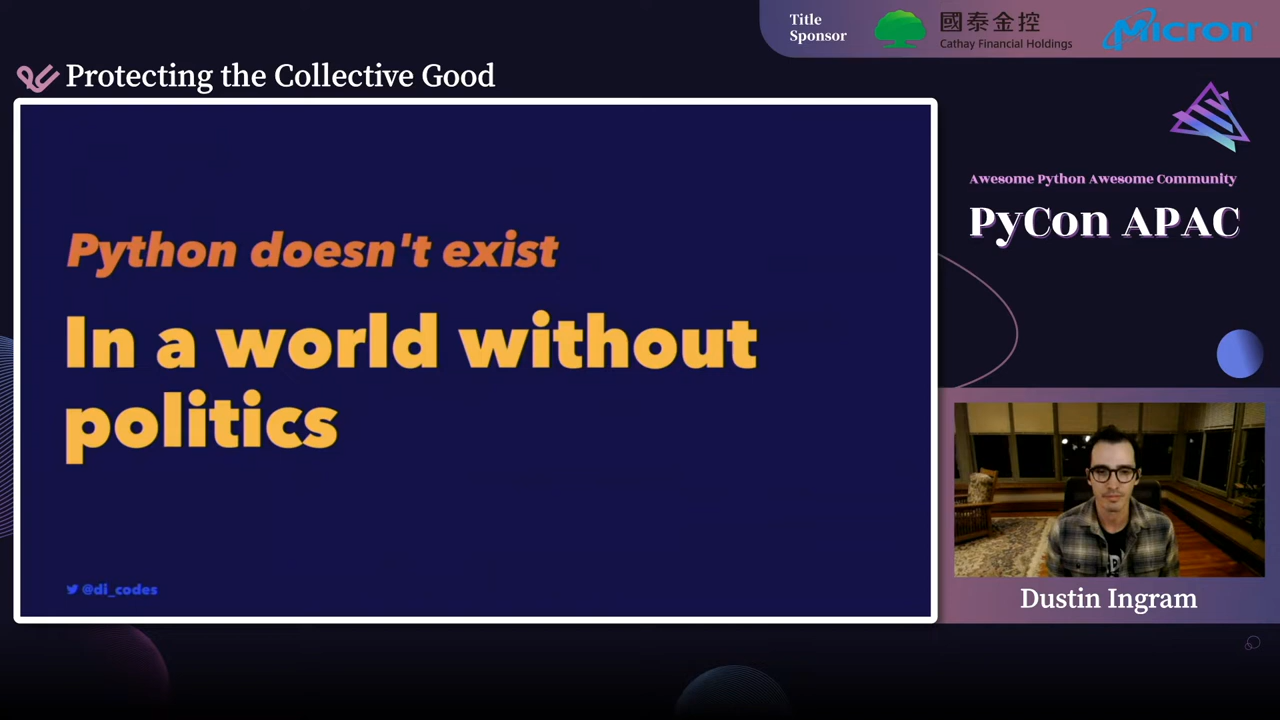 Title
Sponsor
國泰金控
Cathay Financial Holdings
Micron
Protecting the Collective Good
Python doesn't exist
In a world without
politics
@di_codes
Awesome Python Awesome Community
PyCon APAC
Dustin Ingram